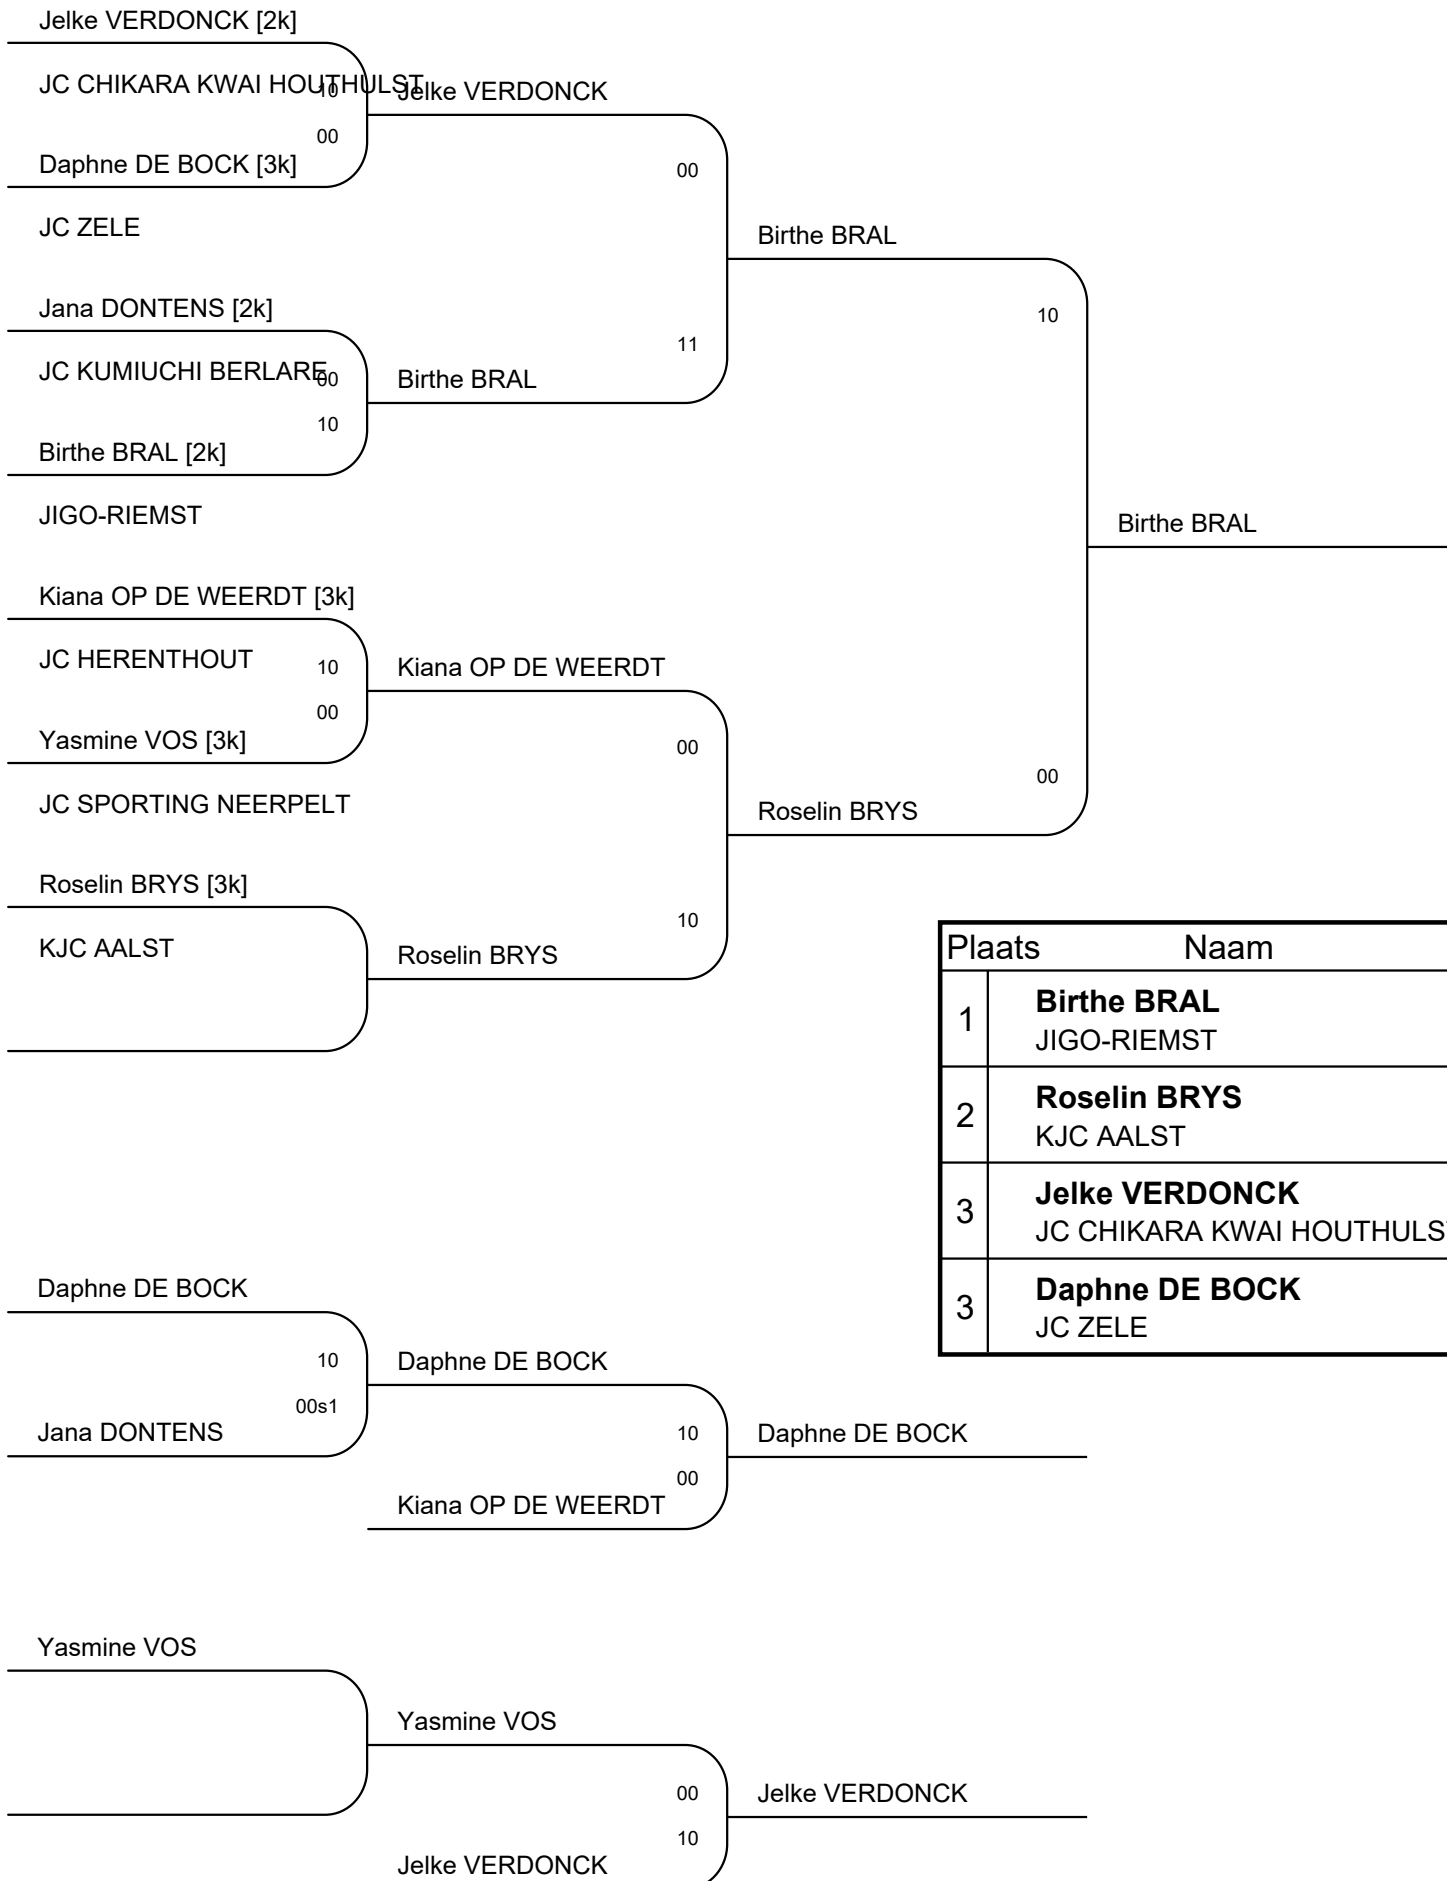 Jelke VERDONCK [2k]
JC CHIKARA KWAI HOUTHULST
10
Jelke VERDONCK
00
Daphne DE BOCK [3k]
00
JC ZELE
Birthe BRAL
Jana DONTENS [2k]
10
11
JC KUMIUCHI BERLARE
00
Birthe BRAL
10
Birthe BRAL [2k]
JIGO-RIEMST
Birthe BRAL
Kiana OP DE WEERDT [3k]
JC HERENTHOUT
10
Kiana OP DE WEERDT
00
Yasmine VOS [3k]
00
00
JC SPORTING NEERPELT
Roselin BRYS
Roselin BRYS [3k]
10
KJC AALST
Roselin BRYS
Plaats Naam
1
Birthe BRAL
JIGO-RIEMST
2
Roselin BRYS
KJC AALST
3
Jelke VERDONCK
JC CHIKARA KWAI HOUTHULST
3
Daphne DE BOCK
JC ZELE
Daphne DE BOCK
10
Daphne DE BOCK
00s1
Jana DONTENS
10
Daphne DE BOCK
00
Kiana OP DE WEERDT
Yasmine VOS
Yasmine VOS
00
Jelke VERDONCK
10
Jelke VERDONCK